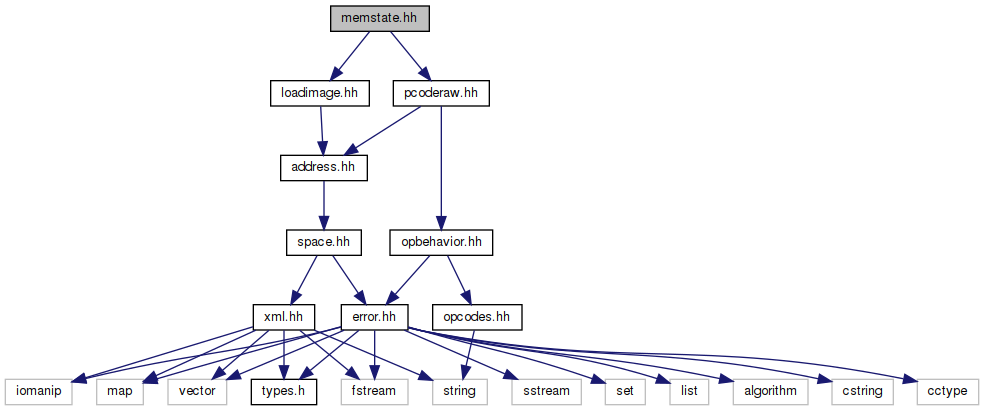 memstate.hh
loadimage.hh
pcoderaw.hh
address.hh
space.hh
opbehavior.hh
xml.hh
error.hh
opcodes.hh
iomanip
map
vector
types.h
fstream
string
sstream
set
list
algorithm
cstring
cctype